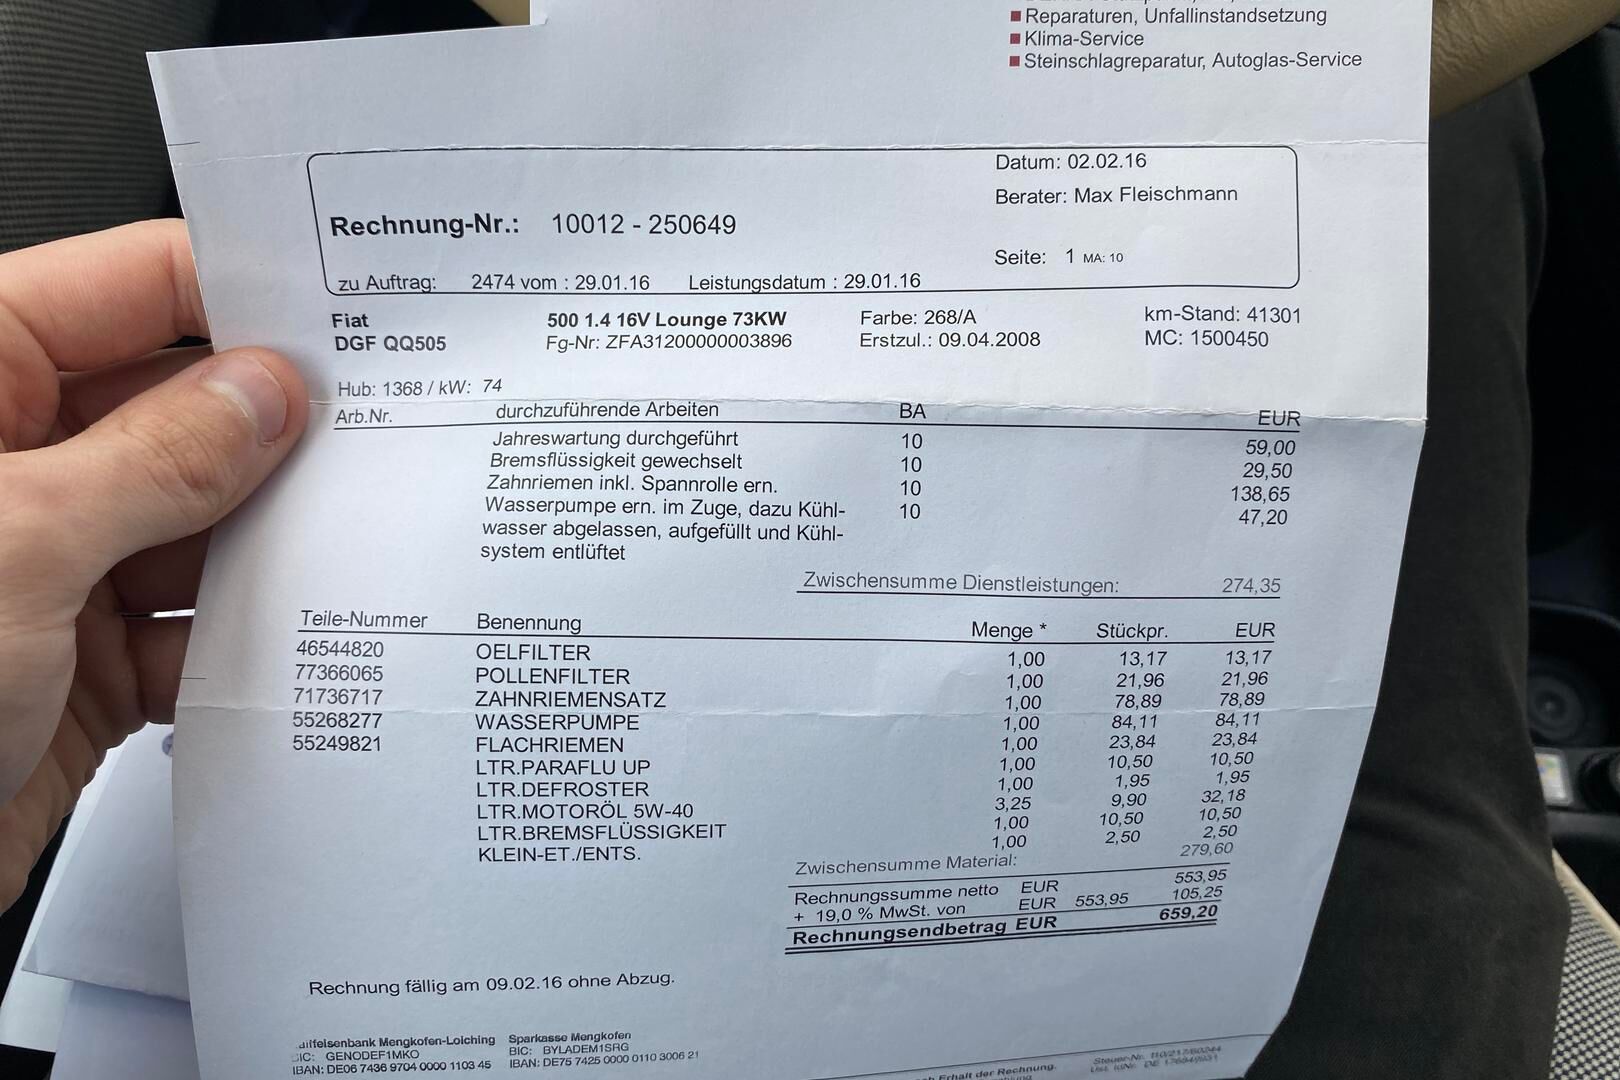 Reparaturen, Unfallinstandsetzung
Klima-Service
Steinschlagreparatur, Autoglas-Service
Datum: 02.02.16
Berater: Max Fleischmann
Rechnung-Nr.: 10012 - 250649
Seite: 1 MA: 10
zu Auftrag: 2474 vom : 29.01.16 Leistungsdatum : 29.01.16
Fiat 500 1.4 16V Lounge 73KW Farbe: 268/A km-Stand: 41301
DGF QQ505 Fg-Nr: ZFA31200000003896 Erstzul.: 09.04.2008 MC: 1500450
Hub: 1368 / kW: 74
Arb.Nr. durchzuführende Arbeiten BA EUR
Jahreswartung durchgeführt 10 59,00
Bremsflüssigkeit gewechselt 10 29,50
Zahnriemen inkl. Spannrolle ern. 10 138,65
Wasserpumpe ern. im Zuge, dazu Kühl- 10 47,20
wasser abgelassen, aufgefüllt und Kühl-
system entlüftet
Zwischensumme Dienstleistungen: 274,35
Teile-Nummer Benennung Menge * Stückpr. EUR
46544820 OELFILTER 1,00 13,17 13,17
77366065 POLLENFILTER 1,00 21,96 21,96
71736717 ZAHNRIEMENSATZ 1,00 78,89 78,89
55268277 WASSERPUMPE 1,00 84,11 84,11
55249821 FLACHRIEMEN 1,00 23,84 23,84
LTR.PARAFLU UP 1,00 10,50 10,50
LTR.DEFROSTER 1,00 1,95 1,95
LTR.MOTORÖL 5W-40 3,25 9,90 32,18
LTR.BREMSFLÜSSIGKEIT 1,00 10,50 10,50
KLEIN-ET./ENTS. 1,00 2,50 2,50
Zwischensumme Material: 279,60
Rechnungssumme netto EUR 553,95
+ 19,0 % MwSt. von EUR 553,95 105,25
Rechnungsendbetrag EUR 659,20
Rechnung fällig am 09.02.16 ohne Abzug.
aiffeisenbank Mengkofen-Loiching Sparkasse Mengkofen
BIC: GENODEF1MKO BIC: BYLADEM1SRG
IBAN: DE06 7436 9704 0000 1103 45 IBAN: DE75 7425 0000 0110 3006 21
Erhalt der Rechnung.
Steuer-Nr.